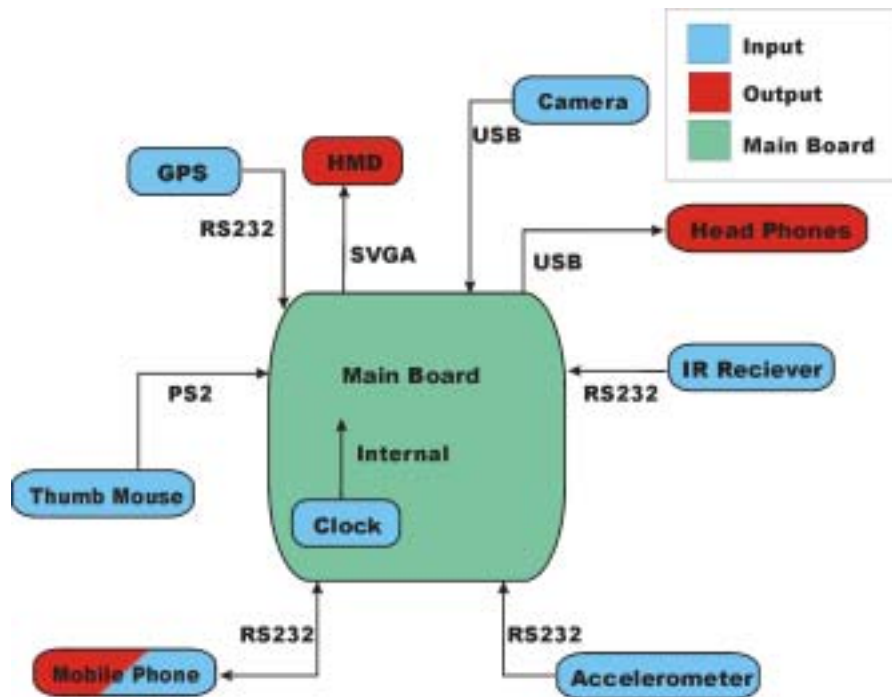 Input
Output
Main Board
Camera
USB
HMD
GPS
RS232
SVGA
Head Phones
USB
Main Board
IR Reciever
RS232
PS2
Internal
Thumb Mouse
Clock
RS232
RS232
Mobile Phone
Accelerometer